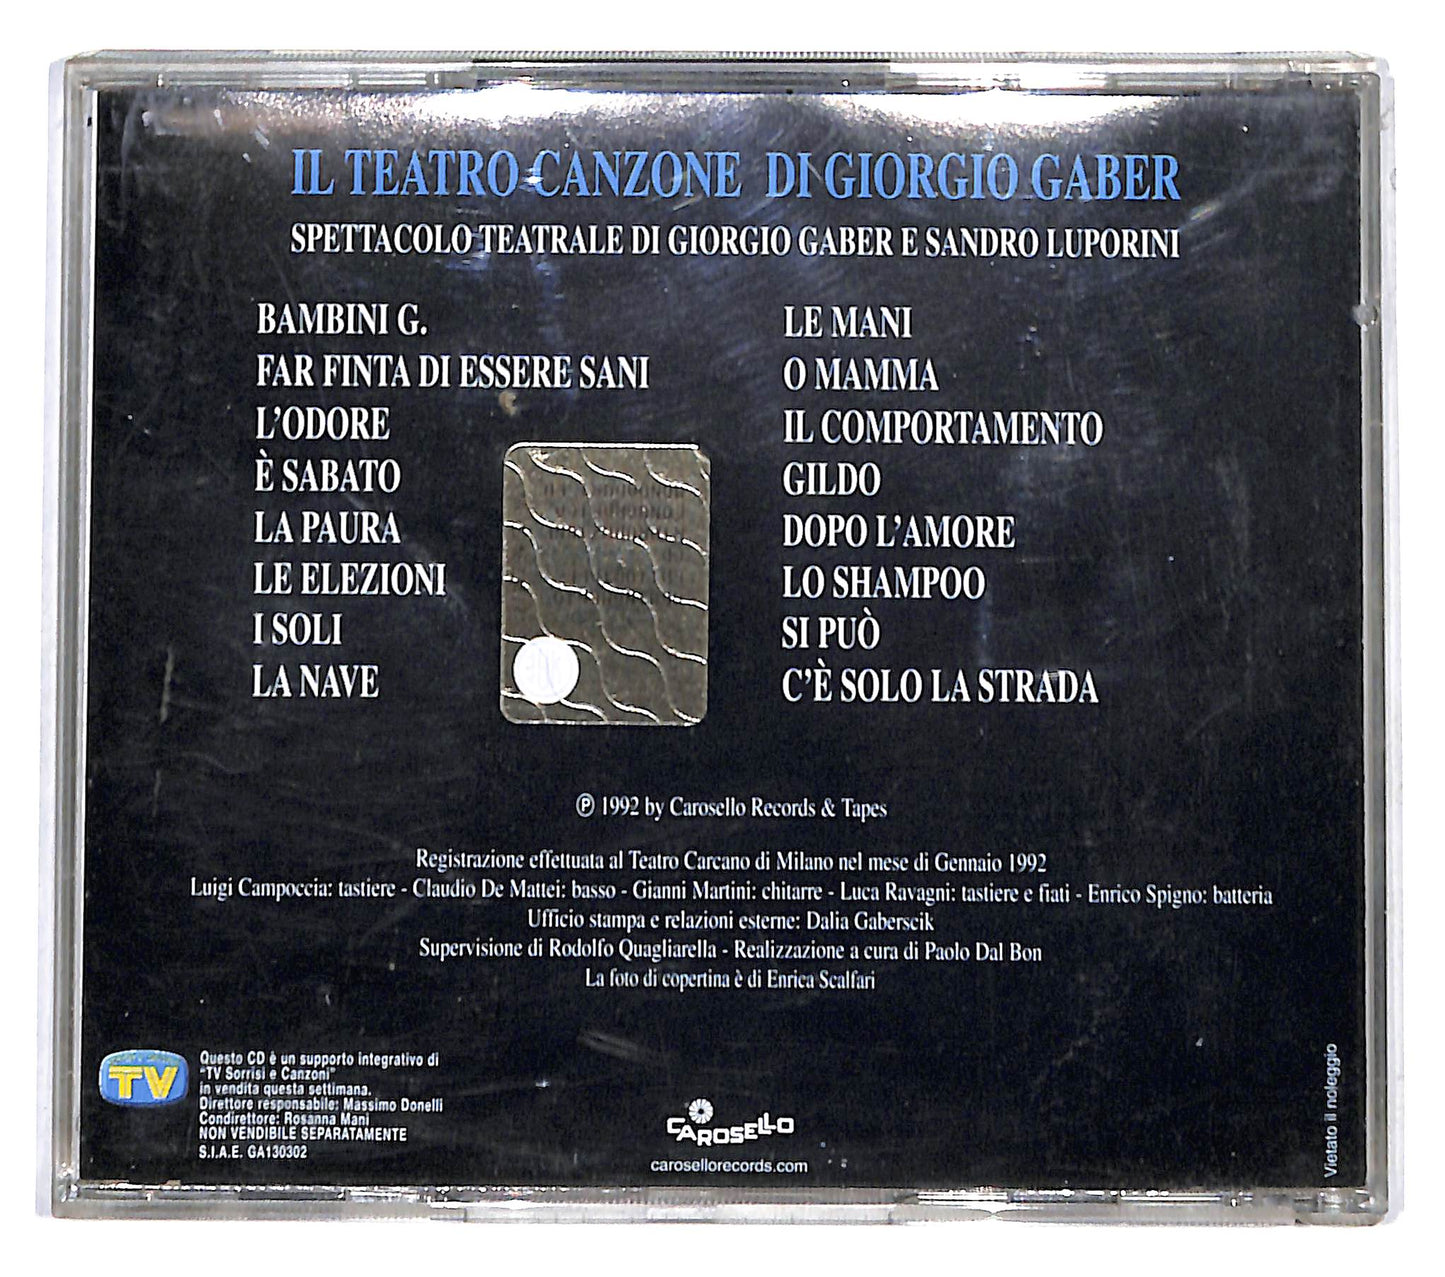 IL TEATRO CANZONE DI GIORGIO GABER
SPETTACOLO TEATRALE DI GIORGIO GABER E SANDRO LUPORINI
BAMBINI G.
FAR FINTA DI ESSERE SANI
L'ODORE
È SABATO
LA PAURA
LE ELEZIONI
I SOLI
LA NAVE
LE MANI
O MAMMA
IL COMPORTAMENTO
GILDO
DOPO L'AMORE
LO SHAMPOO
SI PUÒ
C'È SOLO LA STRADA
℗ 1992 by Carosello Records & Tapes
Registrazione effettuata al Teatro Carcano di Milano nel mese di Gennaio 1992
Luigi Campoccia: tastiere - Claudio De Mattei: basso - Gianni Martini: chitarre - Luca Ravagni: tastiere e fiati - Enrico Spigno: batteria
Ufficio stampa e relazioni esterne: Dalia Gaberscik
Supervisione di Rodolfo Quagliarella - Realizzazione a cura di Paolo Dal Bon
La foto di copertina è di Enrica Scalfari
TV
Questo CD è un supporto integrativo di
"TV Sorrisi e Canzoni"
in vendita questa settimana.
Direttore responsabile: Massimo Donelli
Condirettore: Rosanna Mani
NON VENDIBILE SEPARATAMENTE
S.I.A.E. GA130302
CAROSELLO
carosellorecords.com
Vietato il noleggio